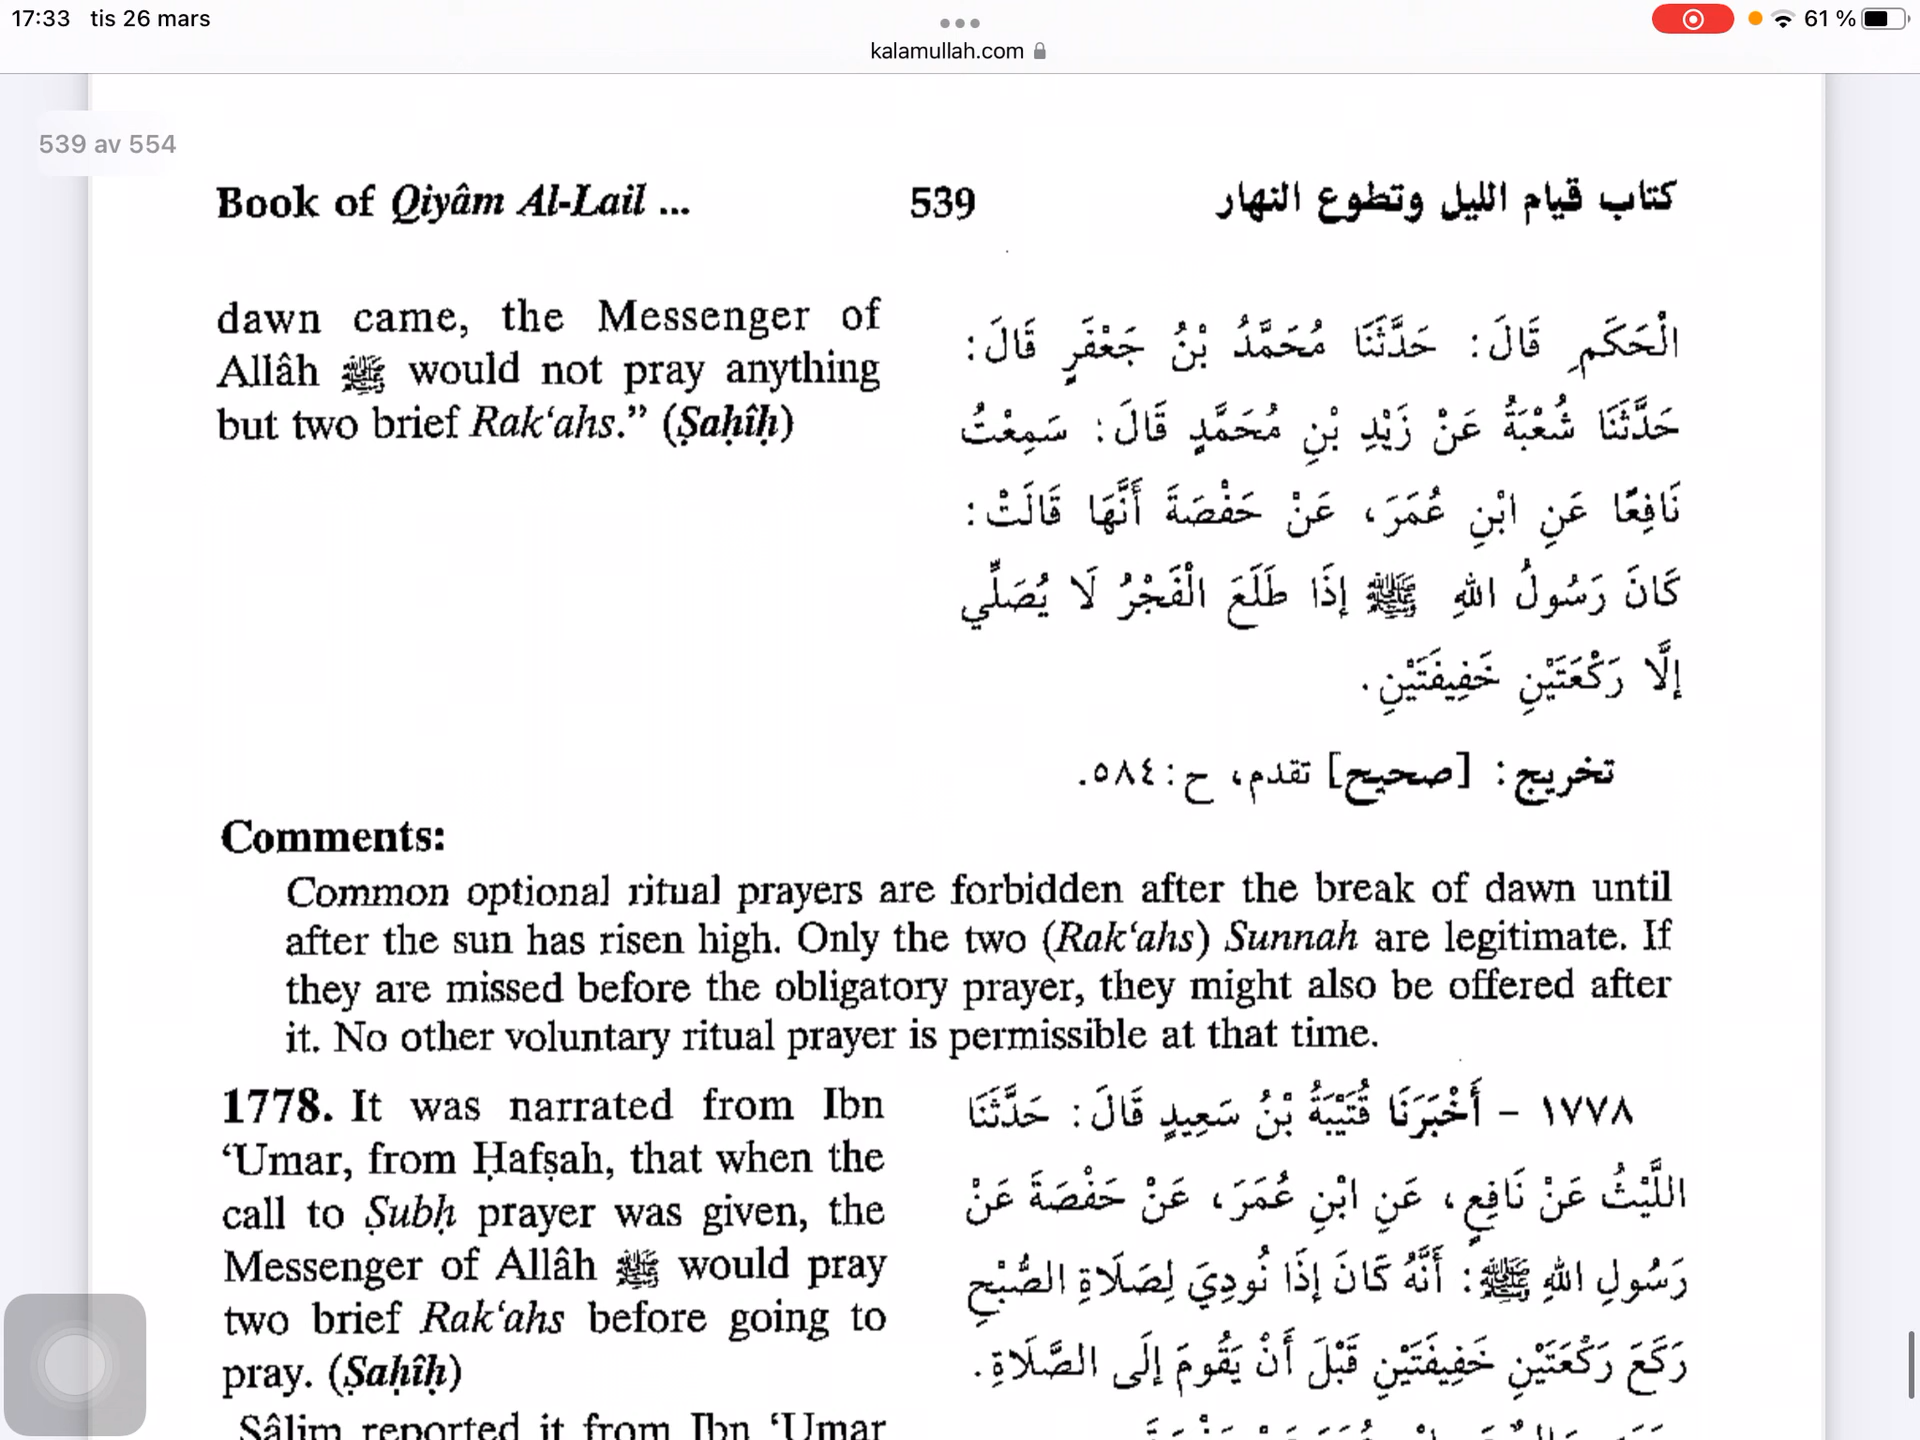 17:33 tis 26 mars
61 %
kalamullah.com
539 av 554
Book of Qiyâm Al-Lail ... 539 كتاب قيام الليل وتطوع النهار
dawn came, the Messenger of
Allâh ﷺ would not pray anything
but two brief Rak‘ahs.” (Ṣaḥîḥ)
الْحَكَمِ قَالَ: حَدَّثَنَا مُحَمَّدُ بْنُ جَعْفَرٍ قَالَ:
حَدَّثَنَا شُعْبَةُ عَنْ زَيْدِ بْنِ مُحَمَّدٍ قَالَ: سَمِعْتُ
نَافِعًا عَنِ ابْنِ عُمَرَ، عَنْ حَفْصَةَ أَنَّهَا قَالَتْ:
كَانَ رَسُولُ اللهِ ﷺ إِذَا طَلَعَ الْفَجْرُ لَا يُصَلِّي
إِلَّا رَكْعَتَيْنِ خَفِيفَتَيْنِ.
تخريج: [صحيح] تقدم، ح: ٥٨٤.
Comments:
Common optional ritual prayers are forbidden after the break of dawn until
after the sun has risen high. Only the two (Rak‘ahs) Sunnah are legitimate. If
they are missed before the obligatory prayer, they might also be offered after
it. No other voluntary ritual prayer is permissible at that time.
1778. It was narrated from Ibn
‘Umar, from Ḥafṣah, that when the
call to Ṣubḥ prayer was given, the
Messenger of Allâh ﷺ would pray
two brief Rak‘ahs before going to
pray. (Ṣaḥîḥ)
Sâlim reported it from Ibn ‘Umar
١٧٧٨ - أَخْبَرَنَا قُتَيْبَةُ بْنُ سَعِيدٍ قَالَ: حَدَّثَنَا
اللَّيْثُ عَنْ نَافِعٍ، عَنِ ابْنِ عُمَرَ، عَنْ حَفْصَةَ عَنْ
رَسُولِ اللهِ ﷺ: أَنَّهُ كَانَ إِذَا نُودِيَ لِصَلَاةِ الصُّبْحِ
رَكَعَ رَكْعَتَيْنِ خَفِيفَتَيْنِ قَبْلَ أَنْ يَقُومَ إِلَى الصَّلَاةِ.